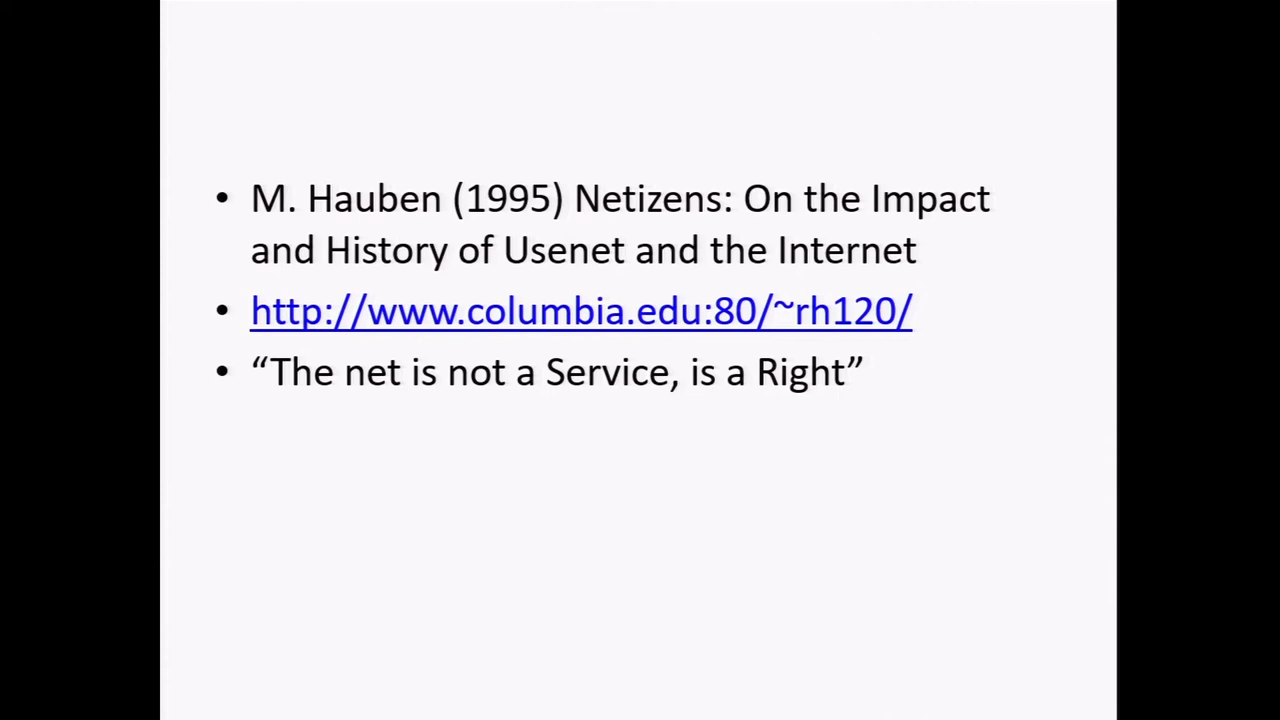 • M. Hauben (1995) Netizens: On the Impact
and History of Usenet and the Internet
• http://www.columbia.edu:80/~rh120/
• “The net is not a Service, is a Right”